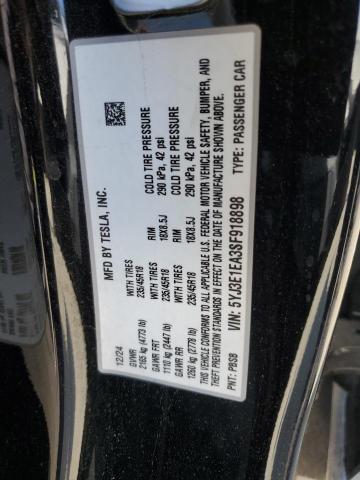 MFD BY TESLA, INC.
12/24
GVWR
2165 kg (4773 lb)
GAWR FRT WITH TIRES RIM COLD TIRE PRESSURE
1110 kg (2447 lb) 235/45R18 18X8.5J 290 kPa, 42 psi
GAWR RR WITH TIRES RIM COLD TIRE PRESSURE
1260 kg (2778 lb) 235/45R18 18X8.5J 290 kPa, 42 psi
THIS VEHICLE CONFORMS TO ALL APPLICABLE U.S. FEDERAL MOTOR VEHICLE SAFETY, BUMPER, AND
THEFT PREVENTION STANDARDS IN EFFECT ON THE DATE OF MANUFACTURE SHOWN ABOVE.
VIN: 5YJ3E1EA3SF918898 TYPE: PASSENGER CAR
PNT: PBSB